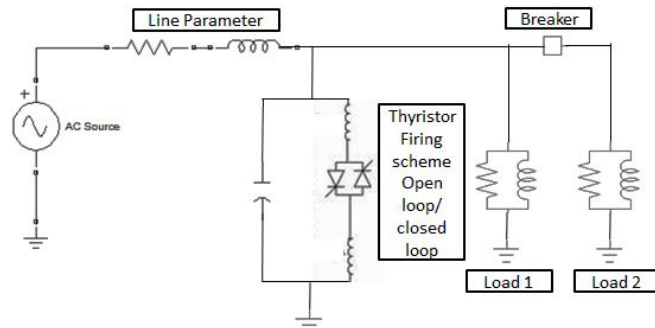 Line Parameter
Breaker
+
AC Source
Thyristor
Firing
scheme
Open
loop/
closed
loop
Load 1
Load 2